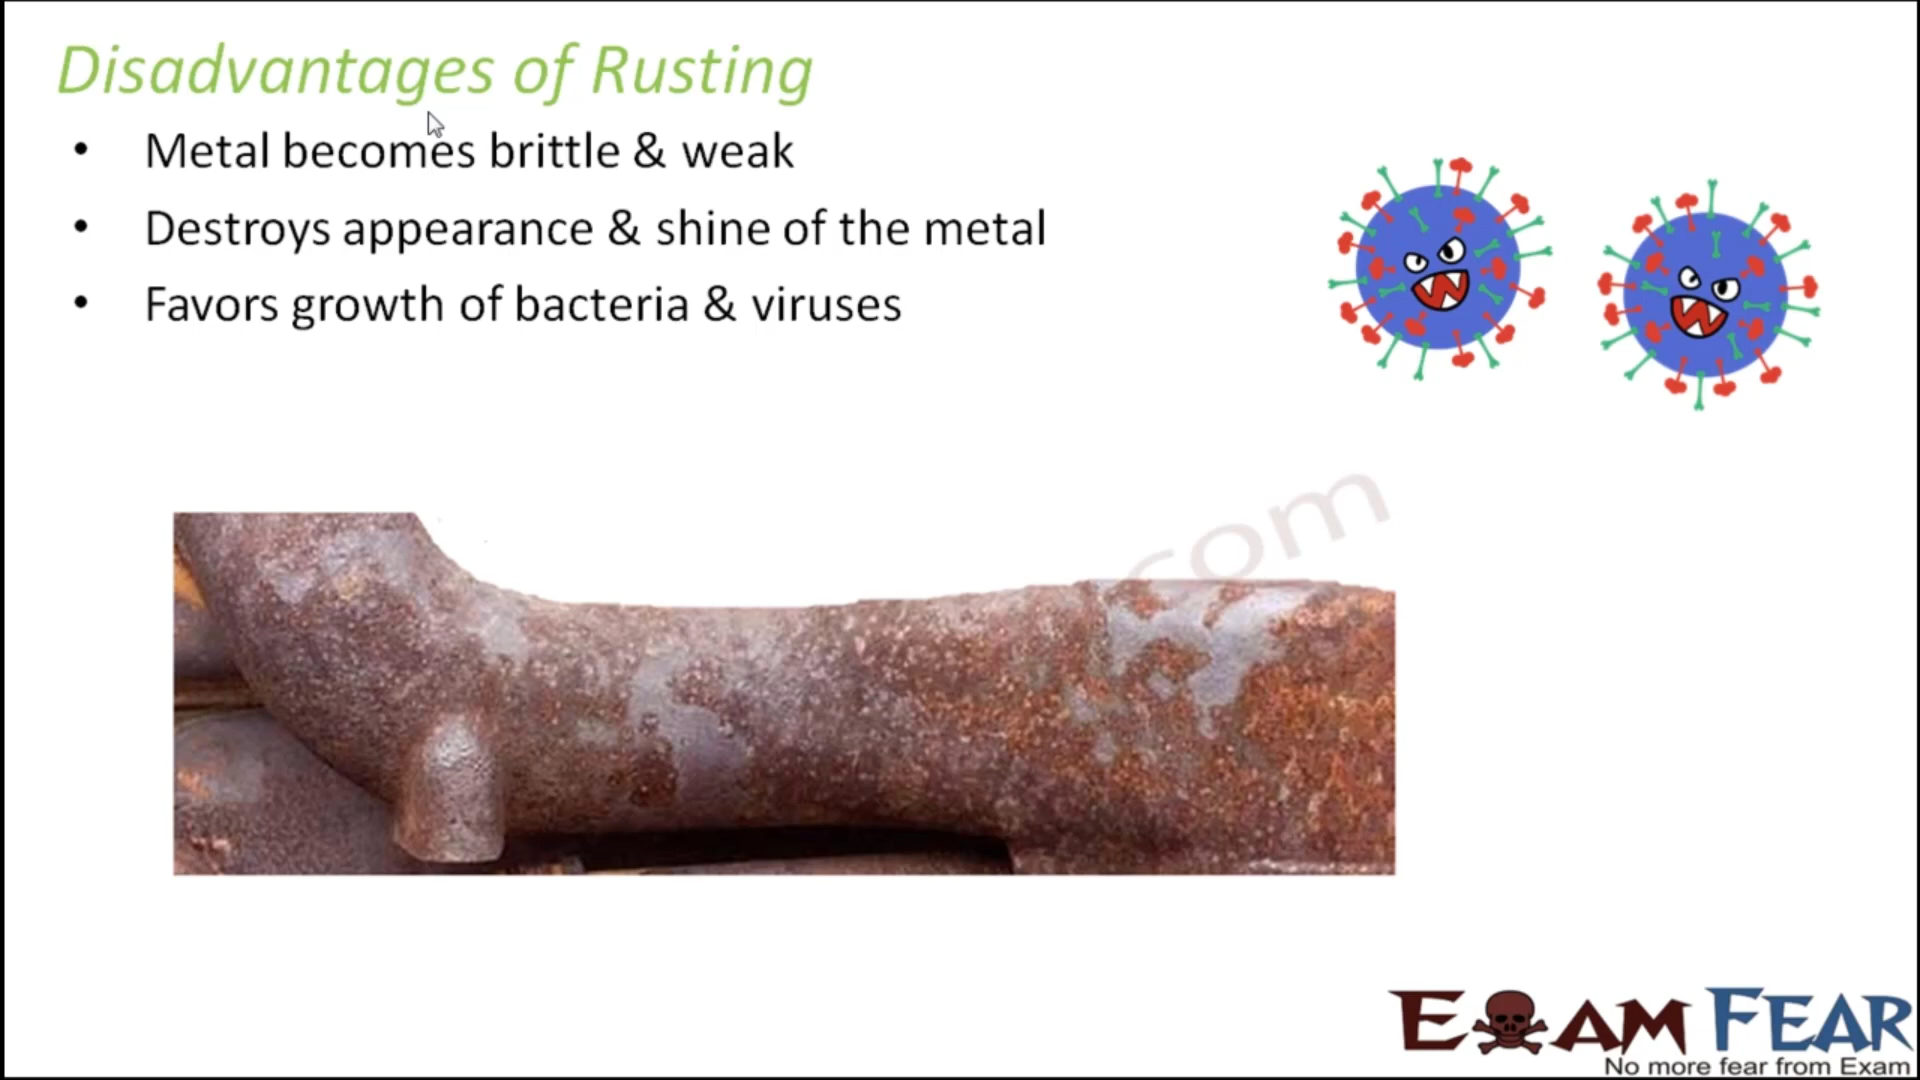 Disadvantages of Rusting
• Metal becomes brittle & weak
• Destroys appearance & shine of the metal
• Favors growth of bacteria & viruses
com
EXAM FEAR
No more fear from Exam